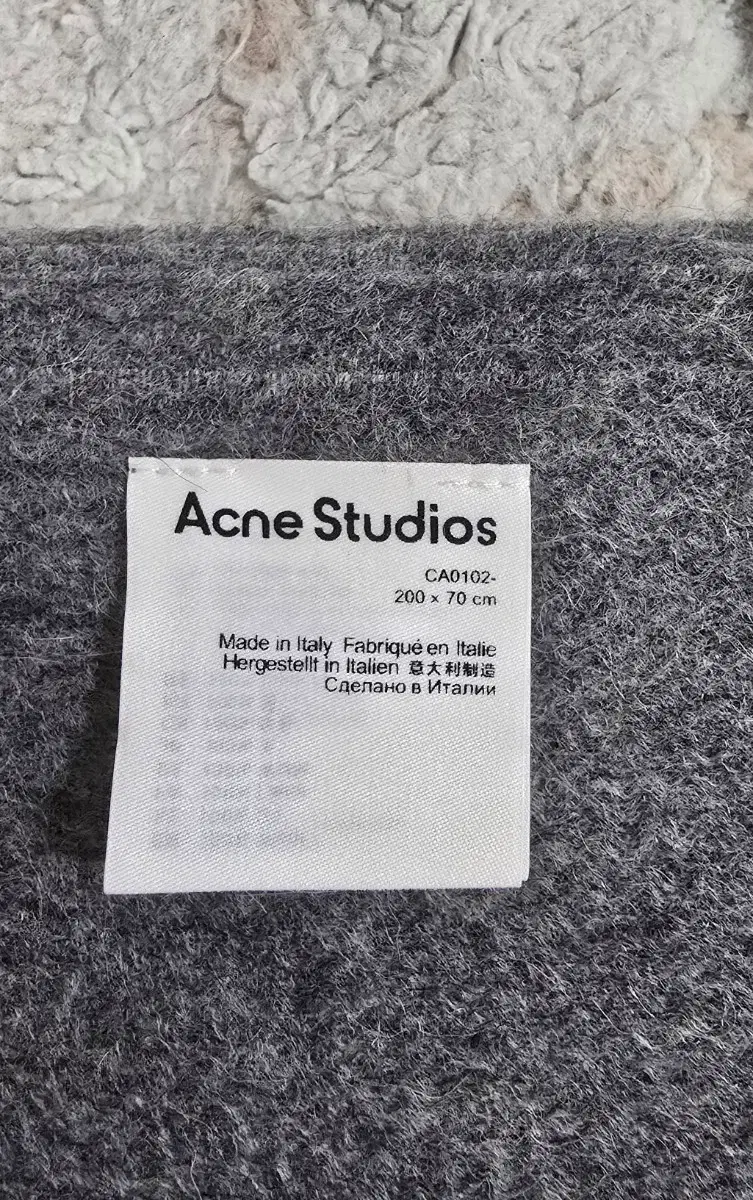 Acne Studios
CA0102-
200 x 70 cm
Made in Italy Fabriqué en Italie
Hergestellt in Italien 意大利制造
Сделано в Италии